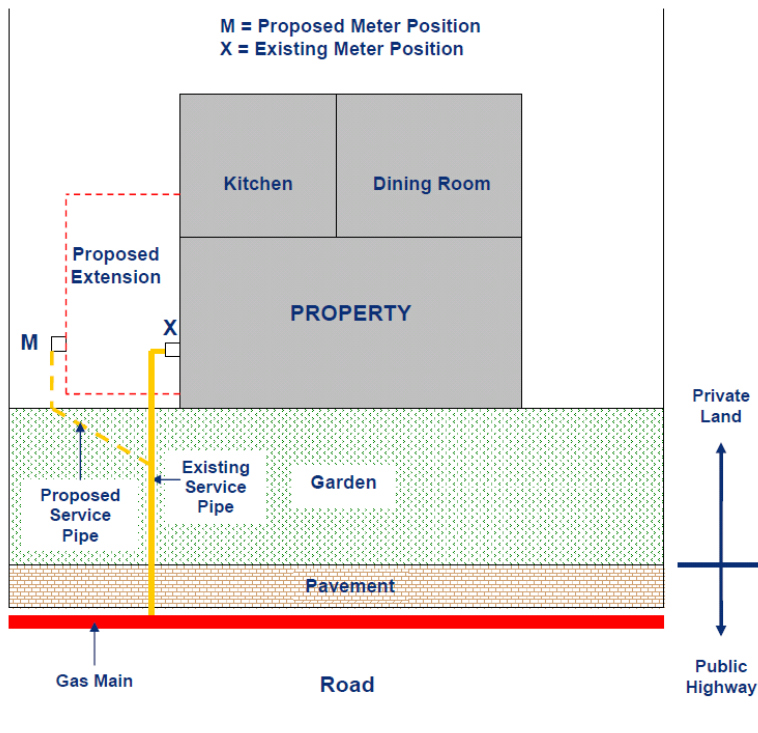 M = Proposed Meter Position
X = Existing Meter Position
Kitchen
Dining Room
Proposed
Extension
PROPERTY
X
M
Private
Land
Existing
Service
Pipe
Garden
Proposed
Service
Pipe
Pavement
Gas Main
Road
Public
Highway